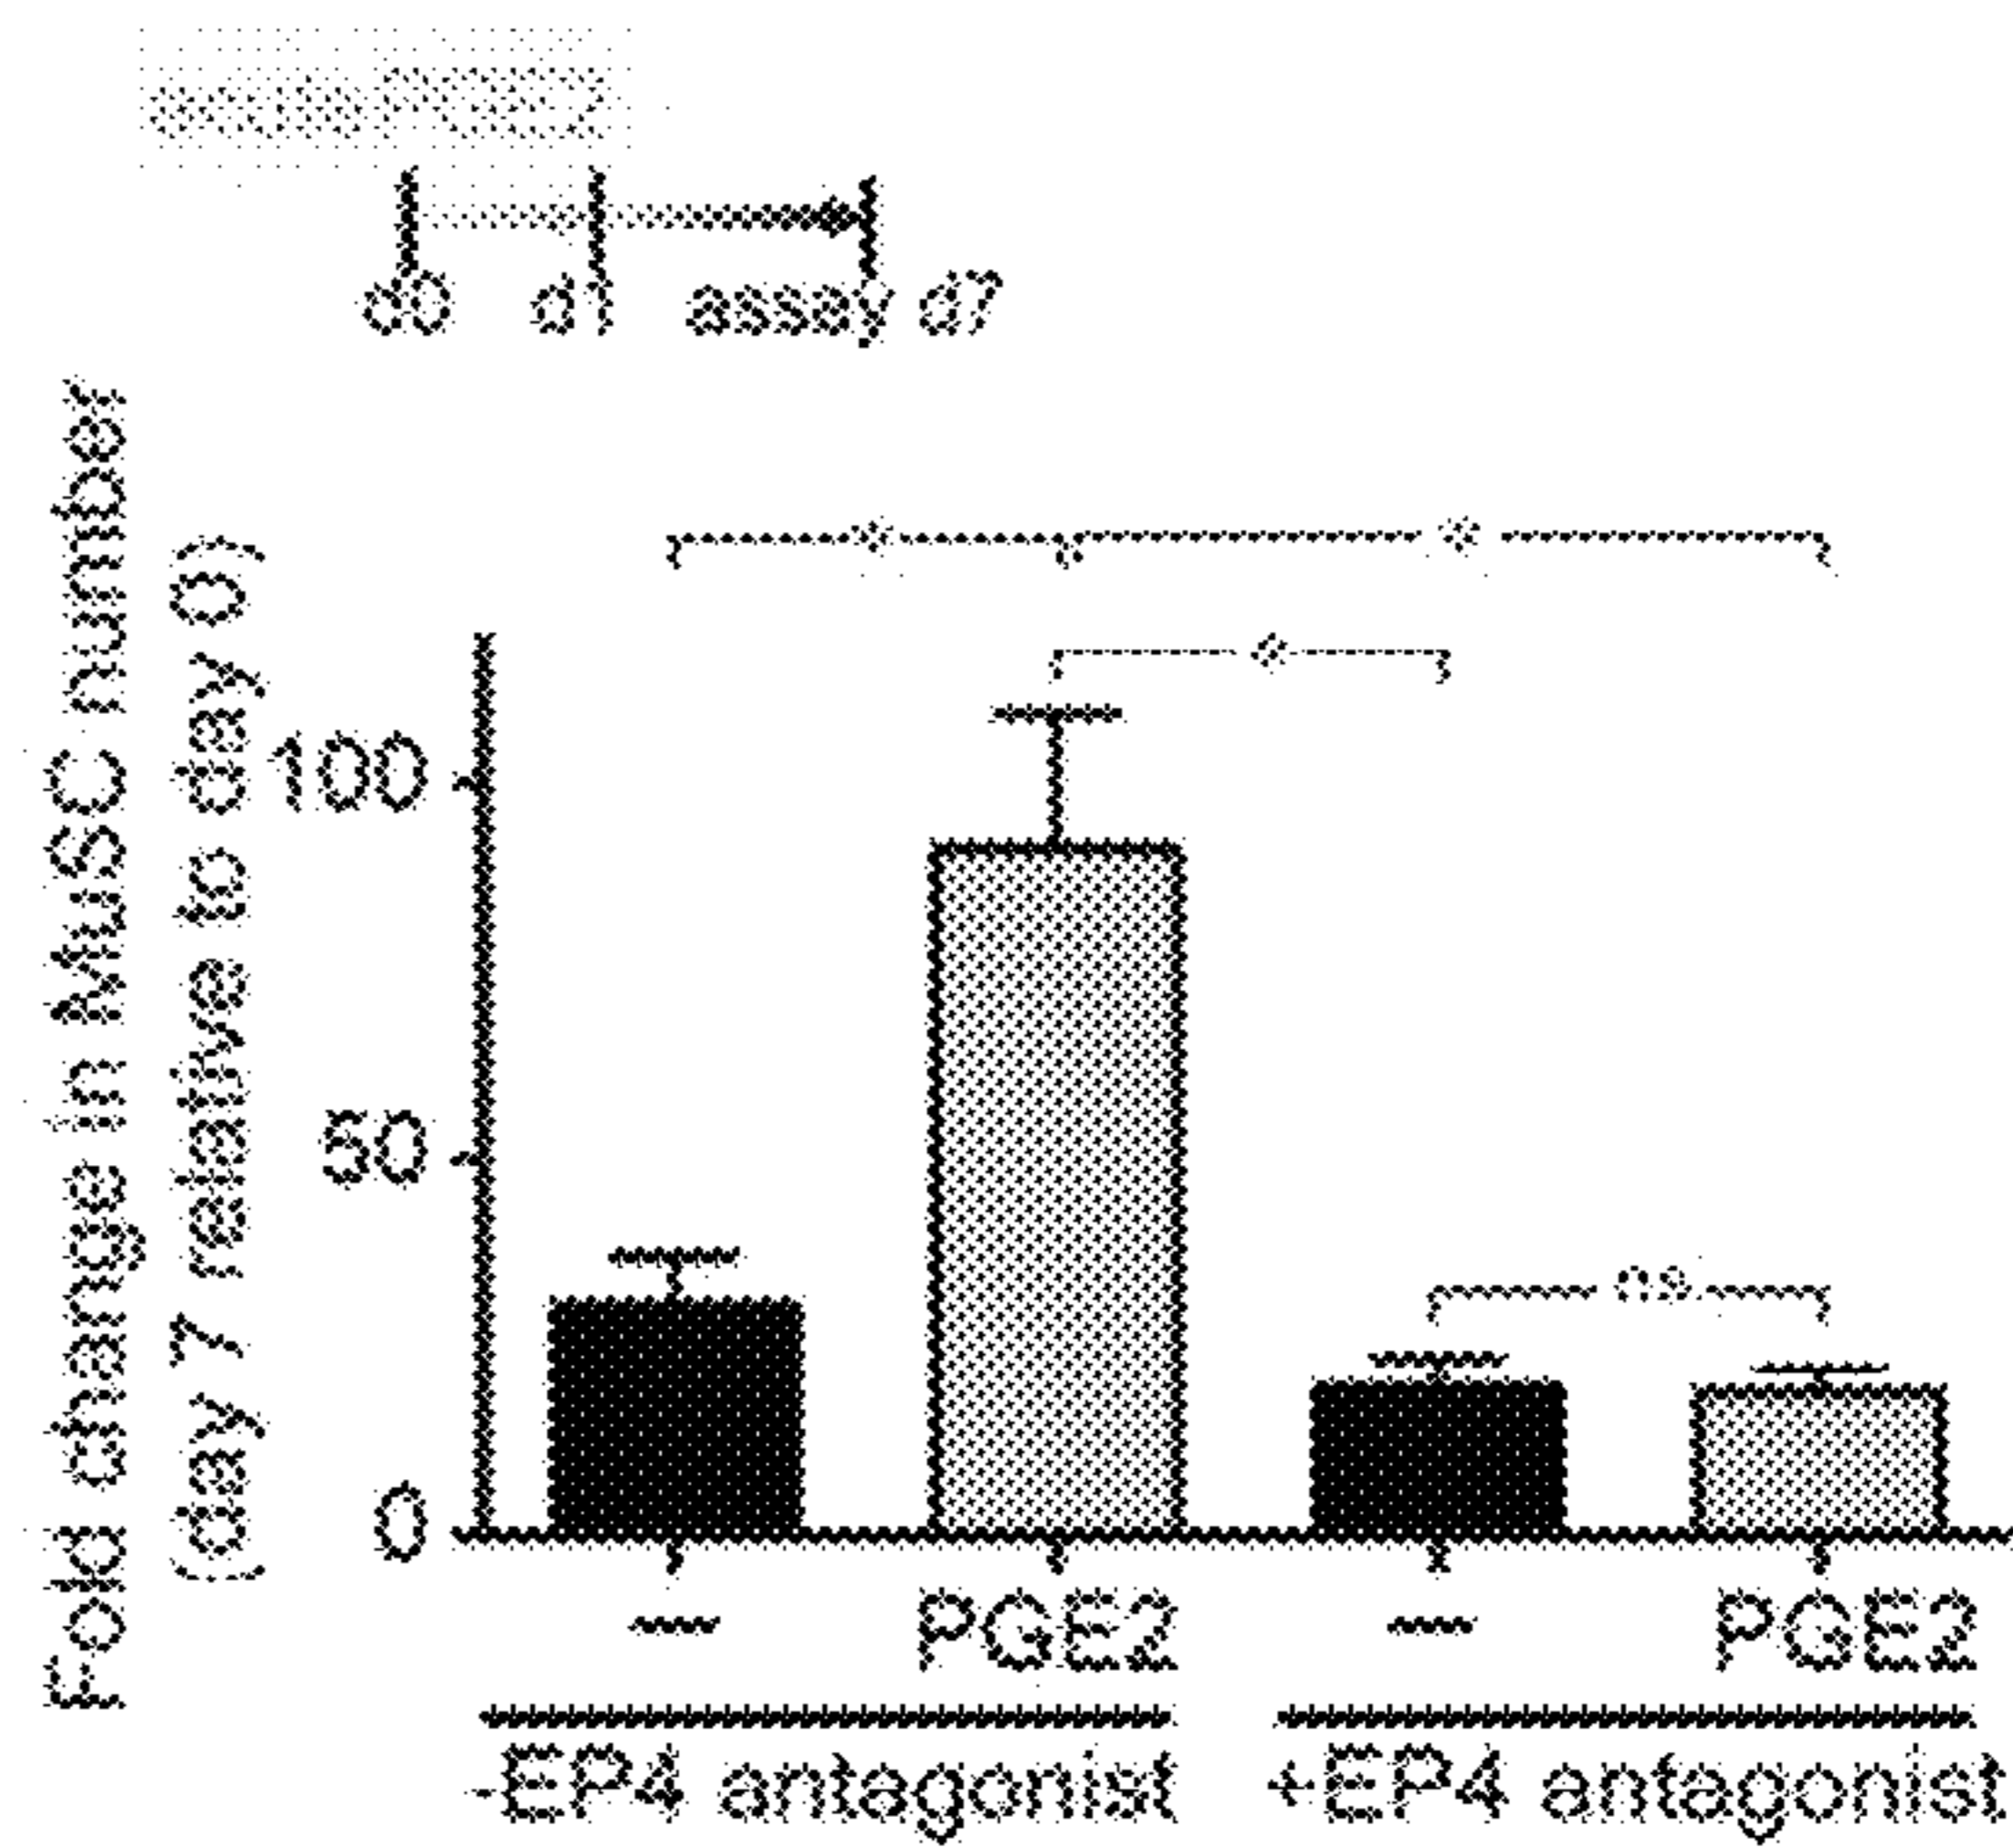 d0 d1 assay d7
Fold change in MuSC number
(day 7 relative to day 0)
100
50
0
*
*
*
ns
— PGE2 — PGE2
-EP4 antagonist +EP4 antagonist